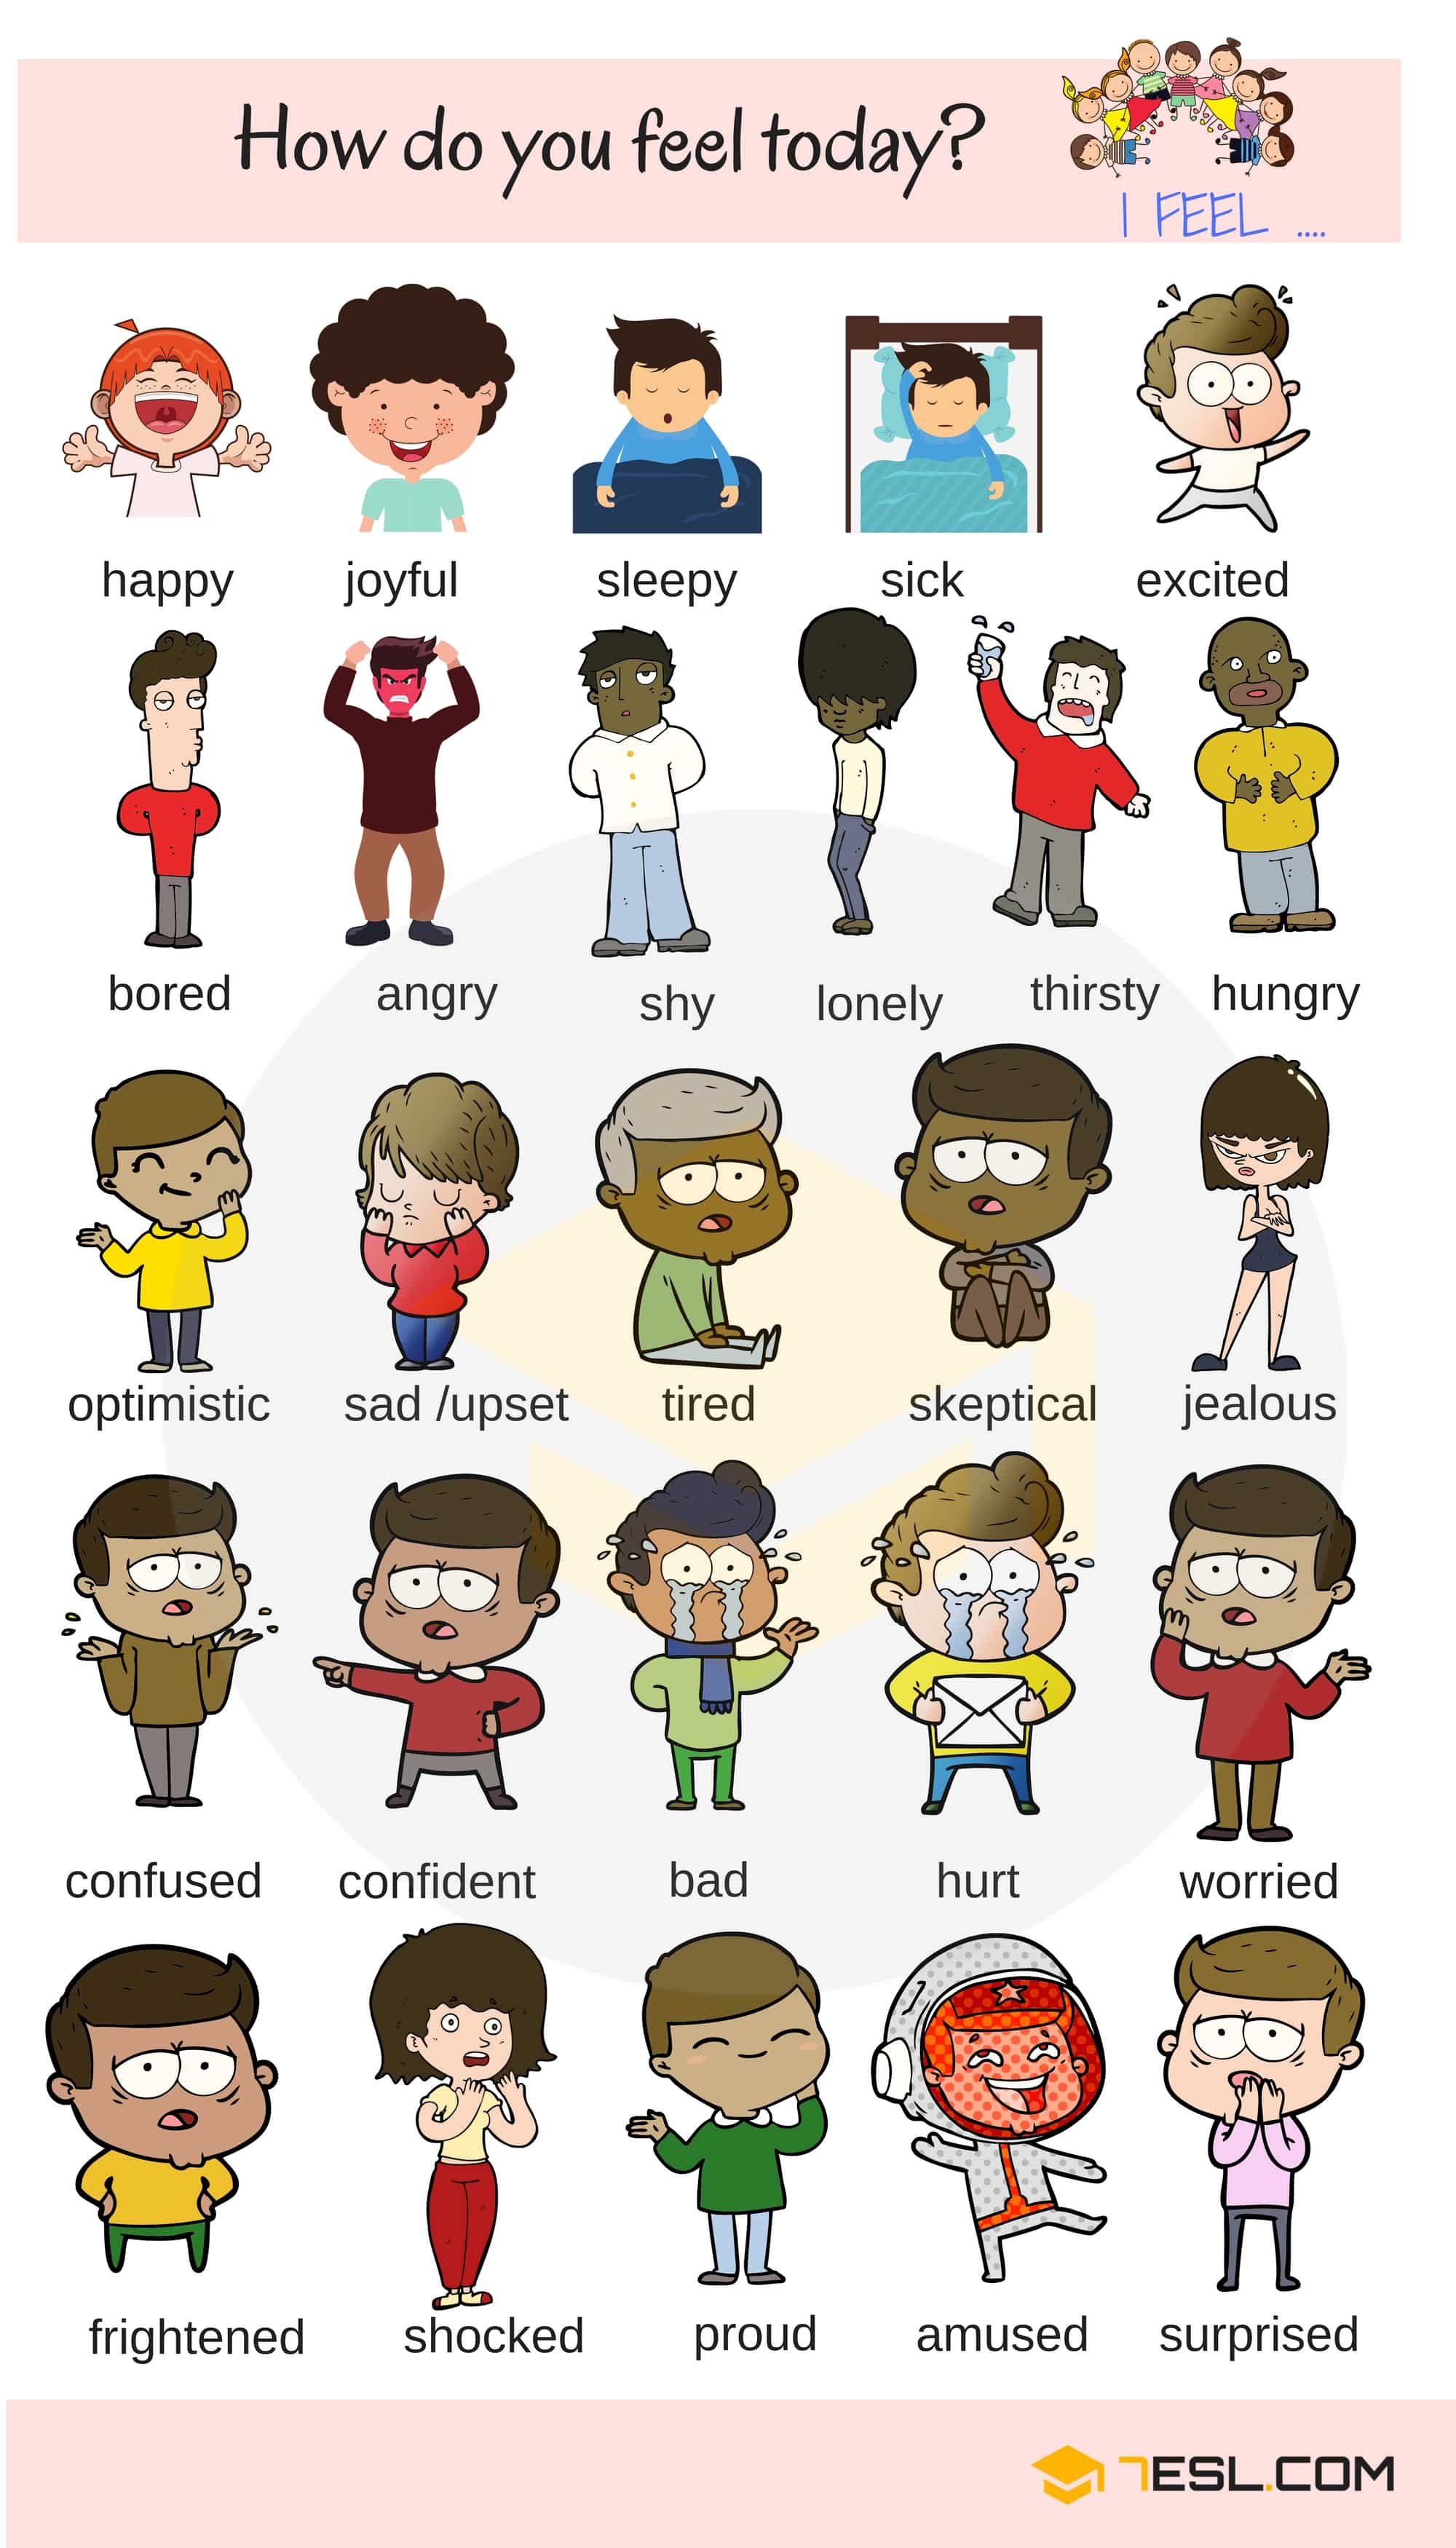 How do you feel today?
I FEEL ....
happy joyful sleepy sick excited
bored angry shy lonely thirsty hungry
optimistic sad /upset tired skeptical jealous
confused confident bad hurt worried
frightened shocked proud amused surprised
7ESL.COM